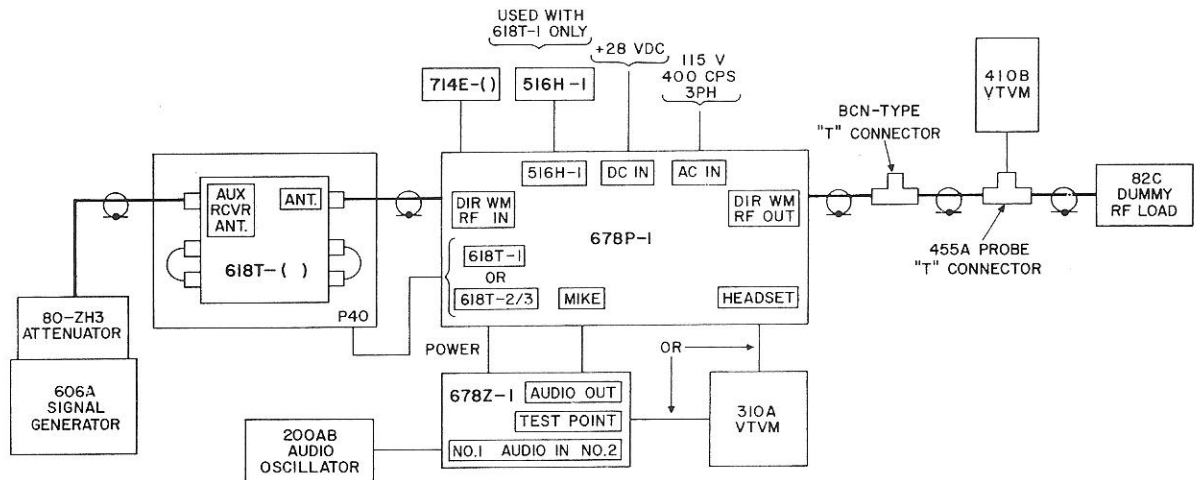 USED WITH
618T-1 ONLY
+28 VDC
115 V
400 CPS
3PH
714E-( )
516H-1
410B
VTVM
BCN-TYPE
"T" CONNECTOR
AUX
RCVR
ANT.
ANT.
618T-( )
P40
516H-1
DC IN
AC IN
DIR WM
RF IN
DIR WM
RF OUT
678P-1
618T-1
OR
618T-2/3
MIKE
HEADSET
82C
DUMMY
RF LOAD
455A PROBE
"T" CONNECTOR
80-ZH3
ATTENUATOR
606A
SIGNAL
GENERATOR
POWER
OR
678Z-1
AUDIO OUT
TEST POINT
NO.1 AUDIO IN NO.2
310A
VTVM
200AB
AUDIO
OSCILLATOR